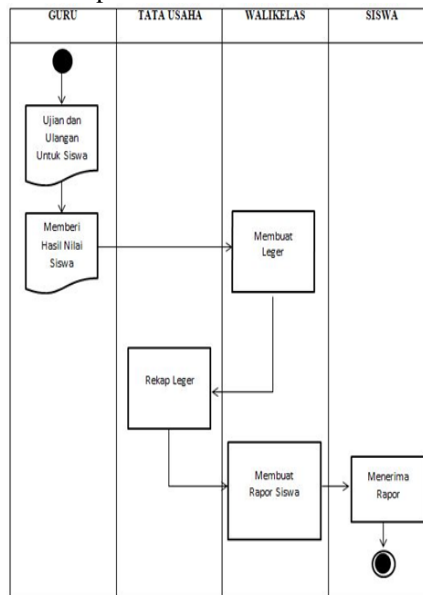 GURU
TATA USAHA
WALIKELAS
SISWA
Ujian dan
Ulangan
Untuk Siswa
Memberi
Hasil Nilai
Siswa
Membuat
Leger
Rekap Leger
Membuat
Rapor Siswa
Menerima
Rapor